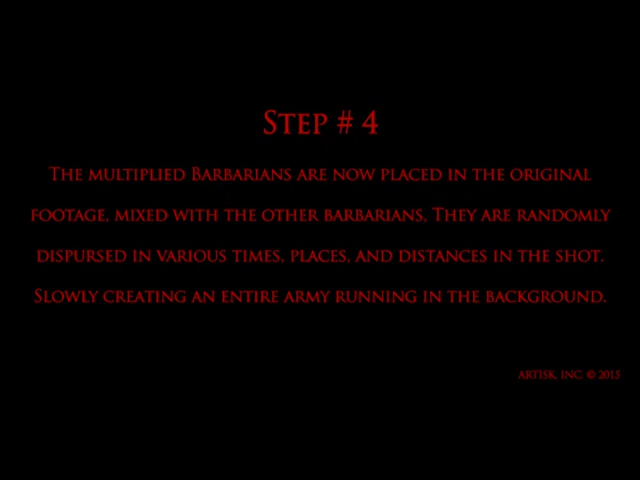 Step # 4
The multiplied Barbarians are now placed in the original
footage, mixed with the other barbarians. They are randomly
dispursed in various times, places, and distances in the shot.
Slowly creating an entire army running in the background.
ARTISK, INC. © 2015